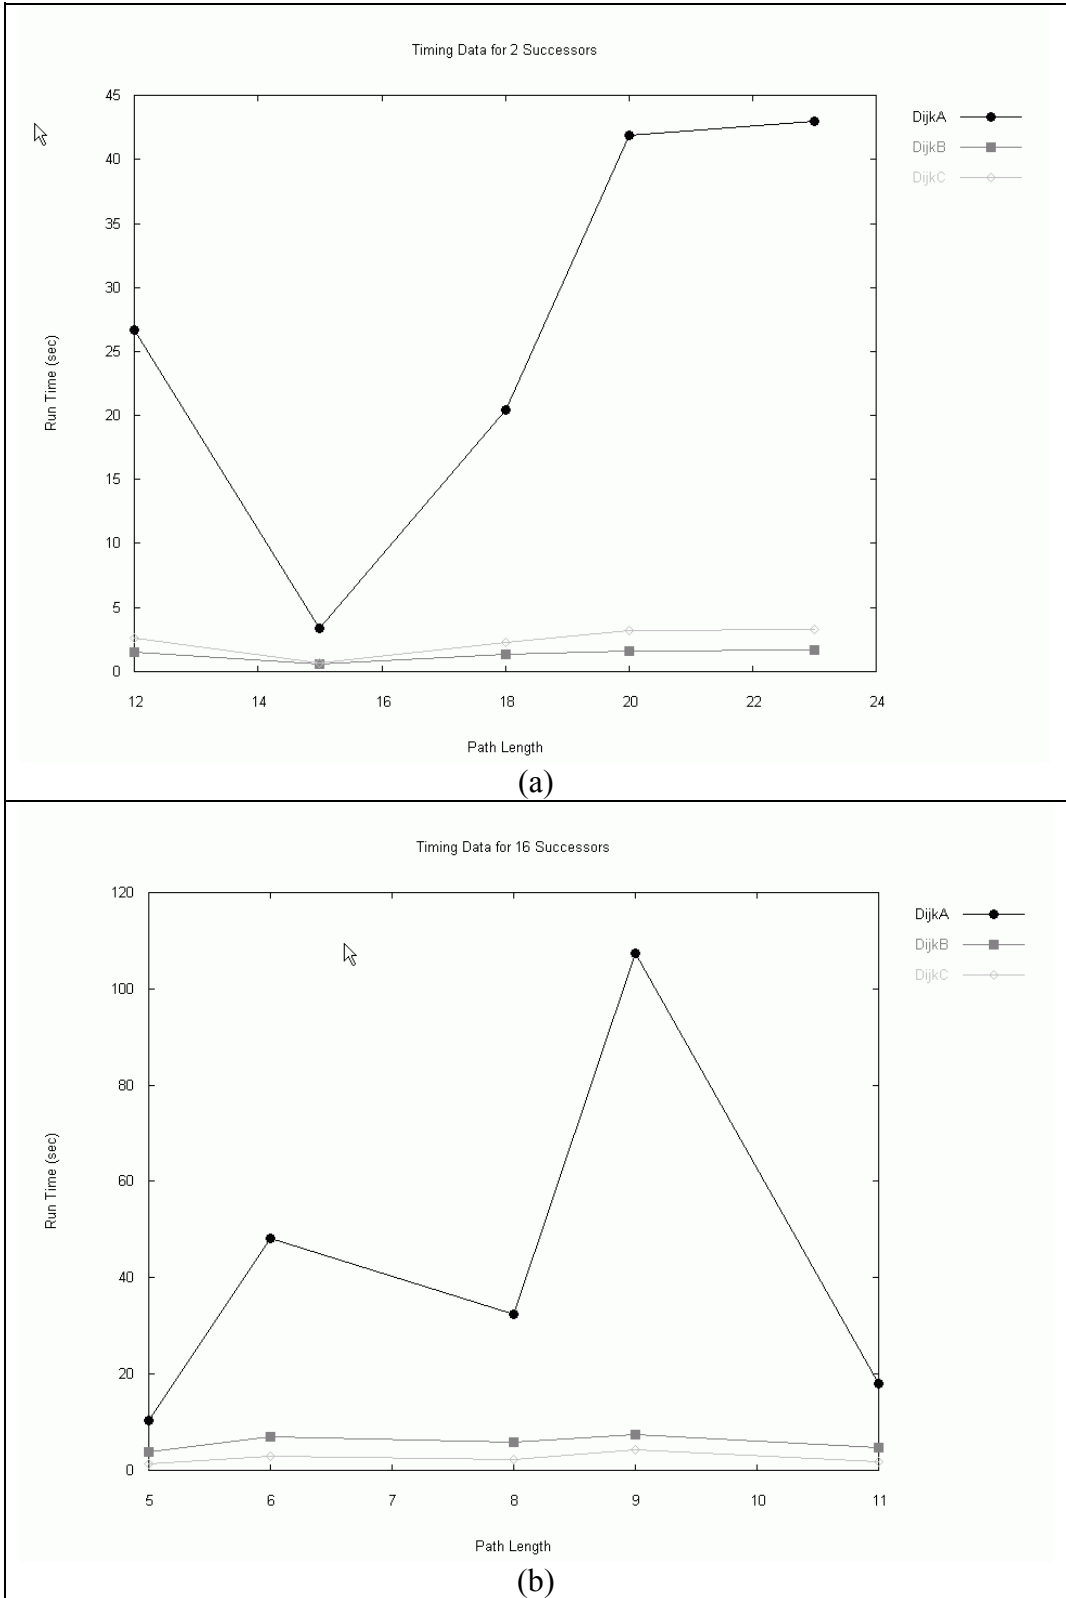 Timing Data for 2 Successors
45
40
35
30
25
20
15
10
5
0
Run Time (sec)
12 14 16 18 20 22 24
Path Length
DijkA
DijkB
DijkC
(a)
Timing Data for 16 Successors
120
100
80
60
40
20
0
Run Time (sec)
5 6 7 8 9 10 11
Path Length
DijkA
DijkB
DijkC
(b)